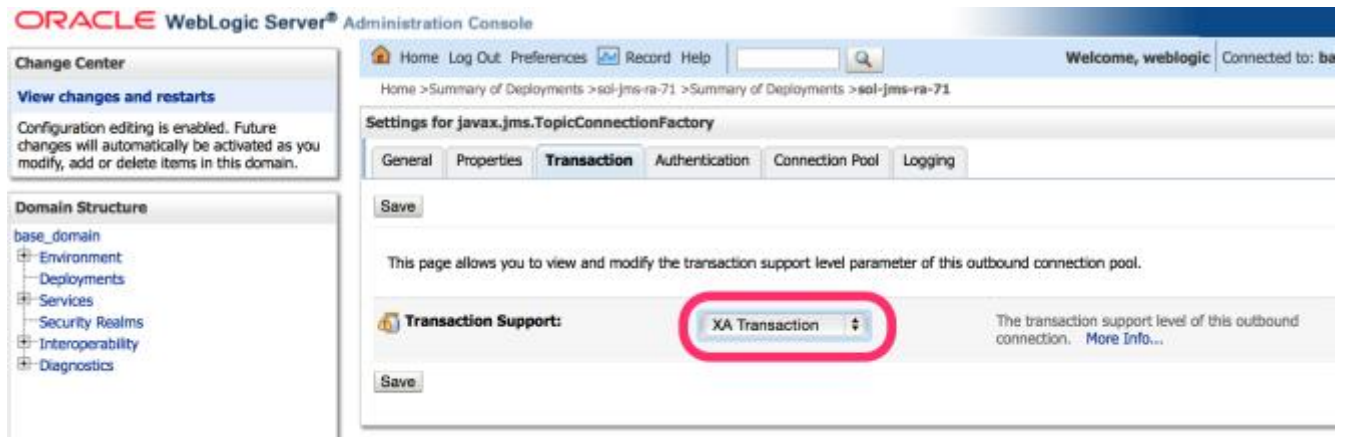 ORACLE WebLogic Server® Administration Console
Change Center
View changes and restarts
Configuration editing is enabled. Future
changes will automatically be activated as you
modify, add or delete items in this domain.
Domain Structure
base_domain
Environment
Deployments
Services
Security Realms
Interoperability
Diagnostics
Home Log Out Preferences Record Help
Welcome, weblogic Connected to: ba
Home >Summary of Deployments >sol-jms-ra-71 >Summary of Deployments >sol-jms-ra-71
Settings for javax.jms.TopicConnectionFactory
General Properties Transaction Authentication Connection Pool Logging
Save
This page allows you to view and modify the transaction support level parameter of this outbound connection pool.
Transaction Support: XA Transaction
The transaction support level of this outbound
connection. More Info...
Save